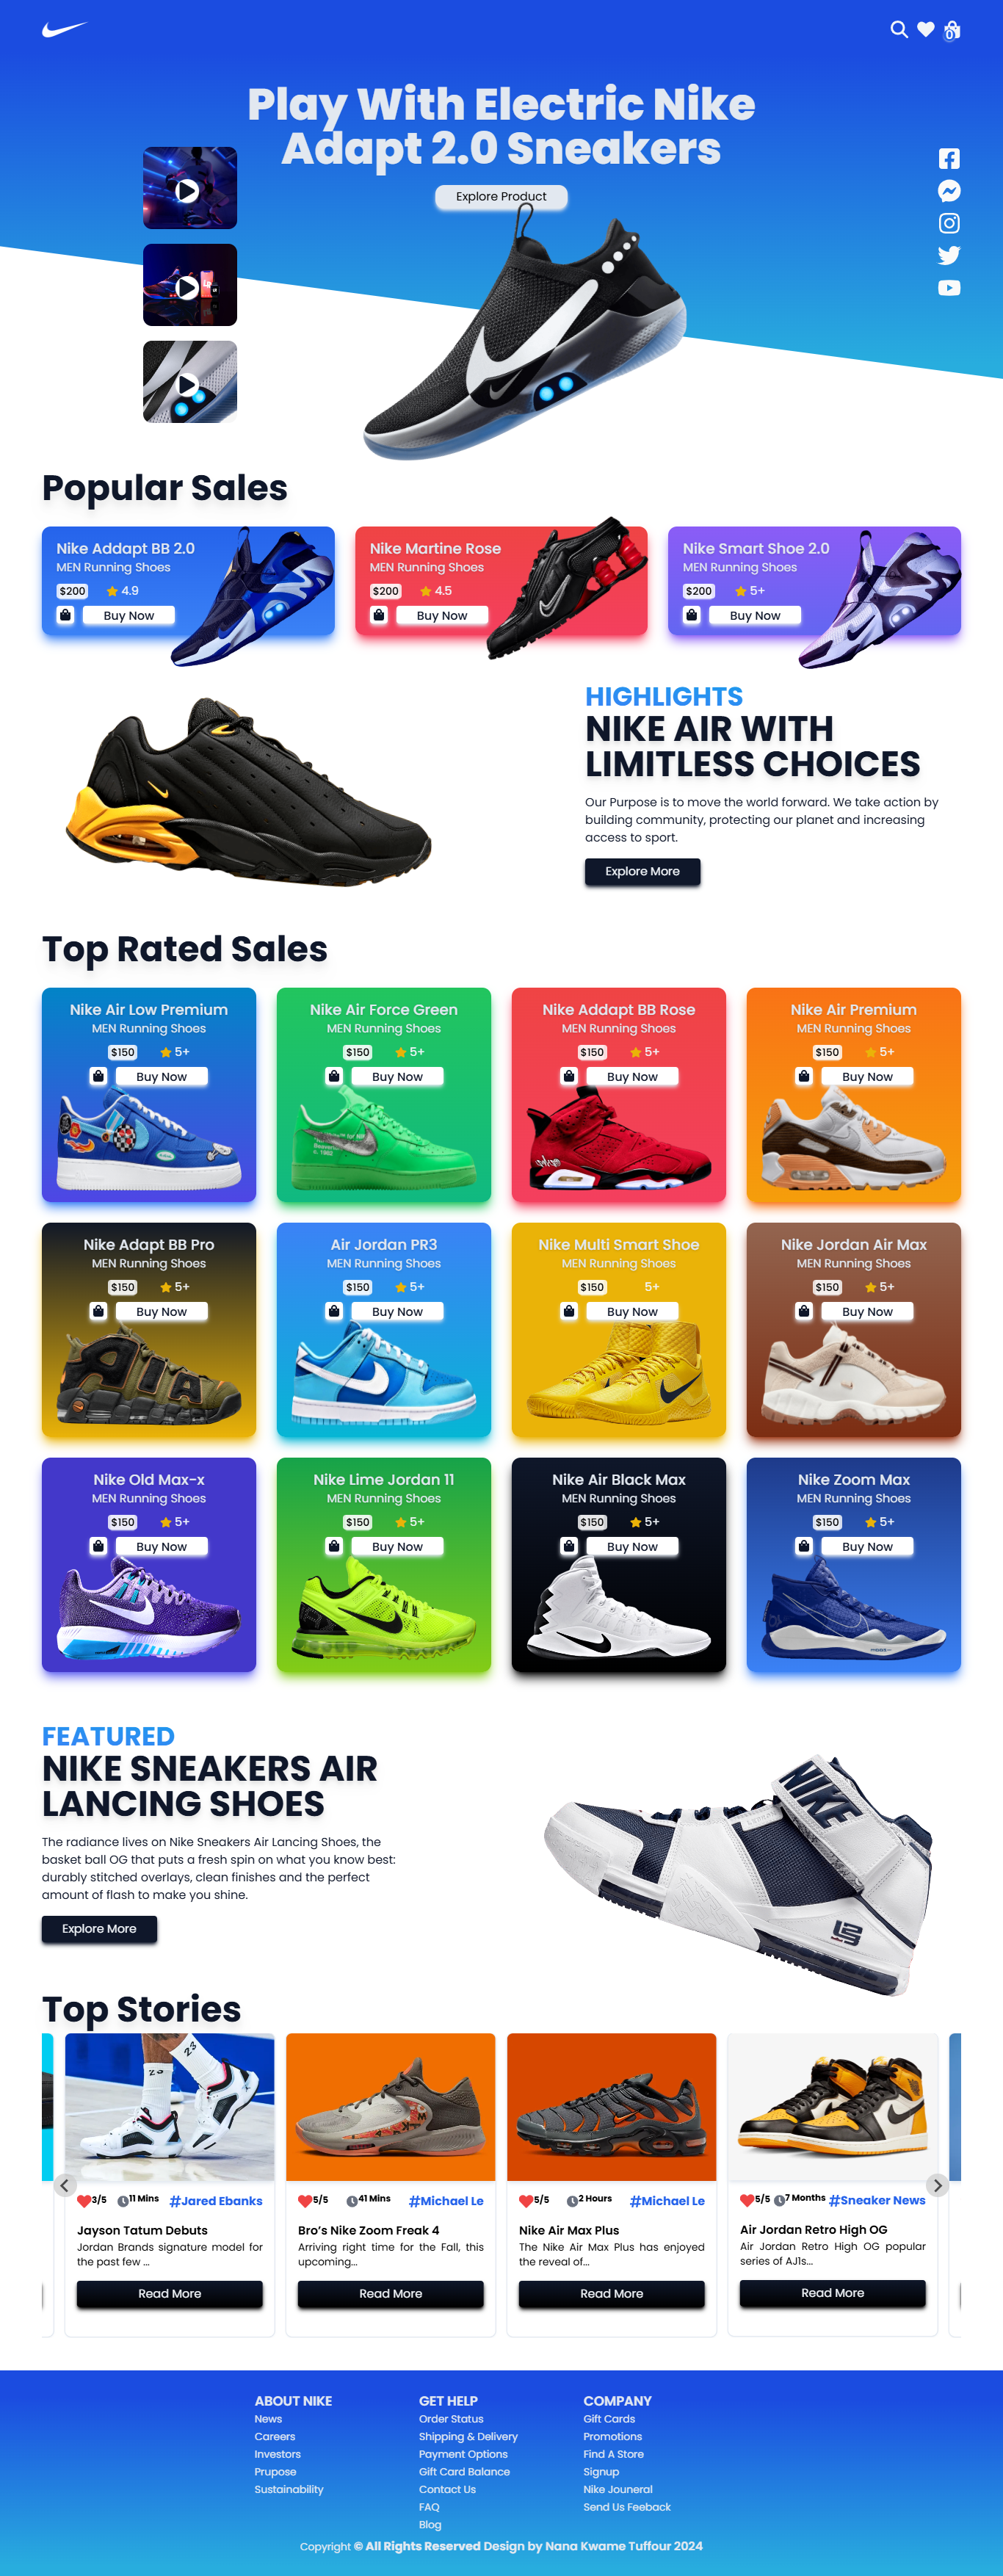 0
Play With Electric Nike
Adapt 2.0 Sneakers
Explore Product
Popular Sales
Nike Addapt BB 2.0
MEN Running Shoes
$200 4.9
Buy Now
Nike Martine Rose
MEN Running Shoes
$200 4.5
Buy Now
Nike Smart Shoe 2.0
MEN Running Shoes
$200 5+
Buy Now
HIGHLIGHTS
NIKE AIR WITH
LIMITLESS CHOICES
Our Purpose is to move the world forward. We take action by
building community, protecting our planet and increasing
access to sport.
Explore More
Top Rated Sales
Nike Air Low Premium
MEN Running Shoes
$150 5+
Buy Now
Nike Air Force Green
MEN Running Shoes
$150 5+
Buy Now
Nike Addapt BB Rose
MEN Running Shoes
$150 5+
Buy Now
Nike Air Premium
MEN Running Shoes
$150 5+
Buy Now
Nike Adapt BB Pro
MEN Running Shoes
$150 5+
Buy Now
Air Jordan PR3
MEN Running Shoes
$150 5+
Buy Now
Nike Multi Smart Shoe
MEN Running Shoes
$150 5+
Buy Now
Nike Jordan Air Max
MEN Running Shoes
$150 5+
Buy Now
Nike Old Max-x
MEN Running Shoes
$150 5+
Buy Now
Nike Lime Jordan 11
MEN Running Shoes
$150 5+
Buy Now
Nike Air Black Max
MEN Running Shoes
$150 5+
Buy Now
Nike Zoom Max
MEN Running Shoes
$150 5+
Buy Now
FEATURED
NIKE SNEAKERS AIR
LANCING SHOES
The radiance lives on Nike Sneakers Air Lancing Shoes, the
basket ball OG that puts a fresh spin on what you know best:
durably stitched overlays, clean finishes and the perfect
amount of flash to make you shine.
Explore More
NIKE
Top Stories
23
3/5 11 Mins #Jared Ebanks
Jayson Tatum Debuts
Jordan Brands signature model for
the past few ...
Read More
5/5 41 Mins #Michael Le
Bro's Nike Zoom Freak 4
Arriving right time for the Fall, this
upcoming...
Read More
5/5 2 Hours #Michael Le
Nike Air Max Plus
The Nike Air Max Plus has enjoyed
the reveal of...
Read More
5/5 7 Months #Sneaker News
Air Jordan Retro High OG
Air Jordan Retro High OG popular
series of AJ1s...
Read More
ABOUT NIKE
News
Careers
Investors
Prupose
Sustainability
GET HELP
Order Status
Shipping & Delivery
Payment Options
Gift Card Balance
Contact Us
FAQ
Blog
COMPANY
Gift Cards
Promotions
Find A Store
Signup
Nike Jouneral
Send Us Feeback
Copyright © All Rights Reserved Design by Nana Kwame Tuffour 2024